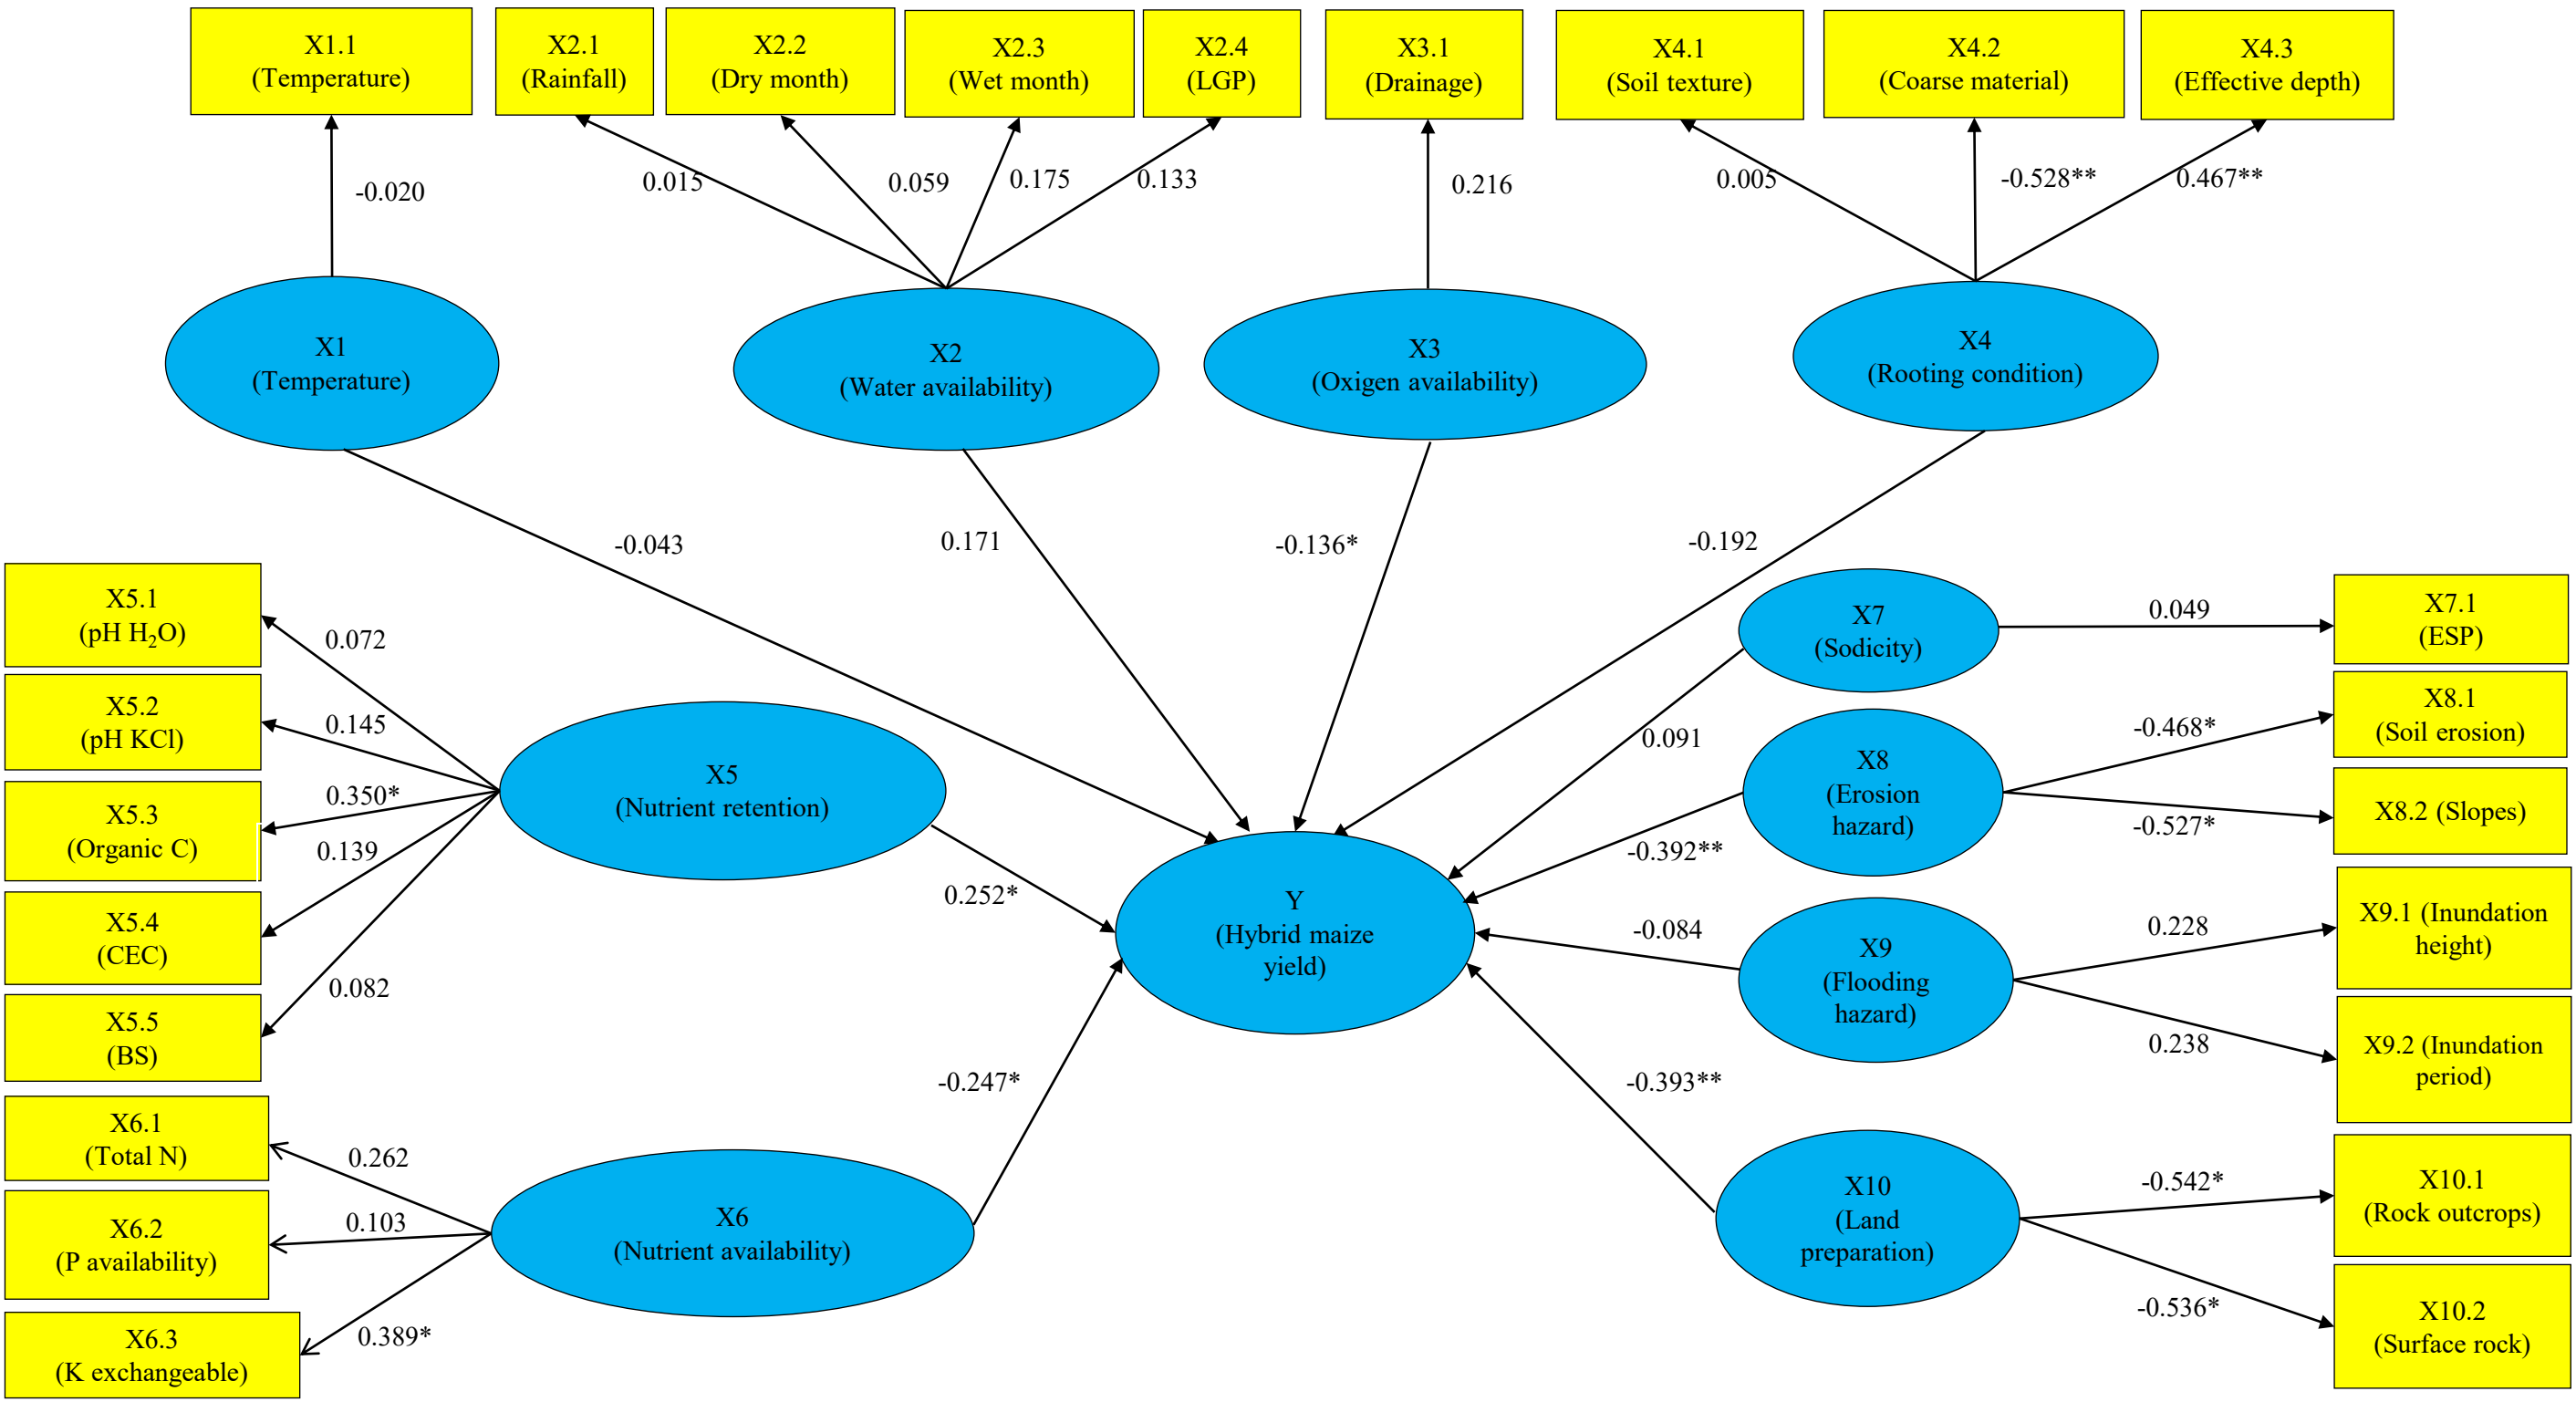 X1.1
(Temperature)
X2.1
(Rainfall)
X2.2
(Dry month)
X2.3
(Wet month)
X2.4
(LGP)
X3.1
(Drainage)
X4.1
(Soil texture)
X4.2
(Coarse material)
X4.3
(Effective depth)
-0.020
0.015
0.059
0.175
0.133
0.216
0.005
-0.528**
0.467**
X1
(Temperature)
X2
(Water availability)
X3
(Oxigen availability)
X4
(Rooting condition)
-0.043
0.171
-0.136*
-0.192
X5.1
(pH H₂O)
X5.2
(pH KCl)
X5.3
(Organic C)
X5.4
(CEC)
X5.5
(BS)
0.072
0.145
0.350*
0.139
0.082
X5
(Nutrient retention)
0.252*
X6.1
(Total N)
X6.2
(P availability)
X6.3
(K exchangeable)
0.262
0.103
0.389*
X6
(Nutrient availability)
-0.247*
Y
(Hybrid maize
yield)
X7
(Sodicity)
0.091
0.049
X7.1
(ESP)
X8
(Erosion
hazard)
-0.392**
-0.468*
-0.527*
X8.1
(Soil erosion)
X8.2 (Slopes)
X9
(Flooding
hazard)
-0.084
0.228
0.238
X9.1 (Inundation
height)
X9.2 (Inundation
period)
X10
(Land
preparation)
-0.393**
-0.542*
-0.536*
X10.1
(Rock outcrops)
X10.2
(Surface rock)